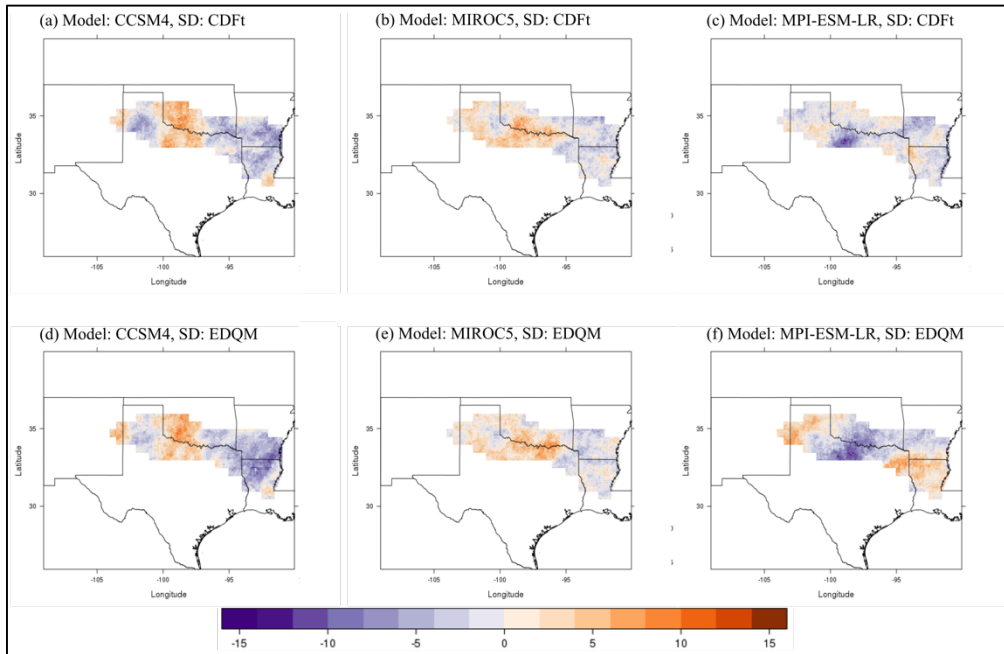 (a) Model: CCSM4, SD: CDFt
(b) Model: MIROC5, SD: CDFt
(c) Model: MPI-ESM-LR, SD: CDFt
Latitude
35
30
-105
-100
-95
Longitude
Latitude
35
30
-105
-100
-95
Longitude
Latitude
35
30
-105
-100
-95
Longitude
(d) Model: CCSM4, SD: EDQM
(e) Model: MIROC5, SD: EDQM
(f) Model: MPI-ESM-LR, SD: EDQM
Latitude
35
30
-105
-100
-95
Longitude
Latitude
35
30
-105
-100
-95
Longitude
Latitude
35
30
-105
-100
-95
Longitude
-15 -10 -5 0 5 10 15